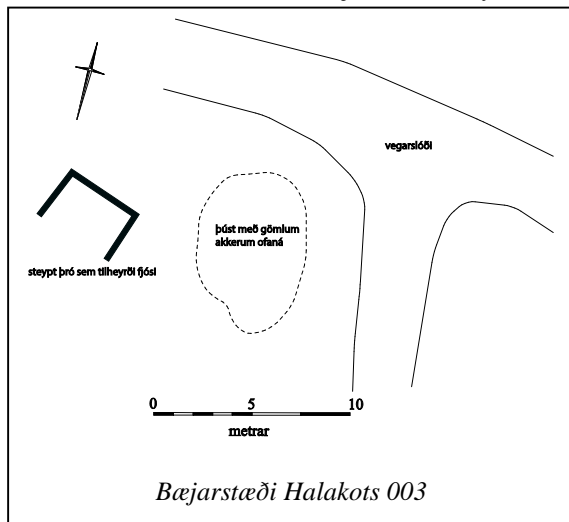 vegarslóði
þúst með gömlum
akkerum ofaná
steypt þró sem tilheyrði fjósi
0 5 10
metrar
Bæjarstæði Halakots 003